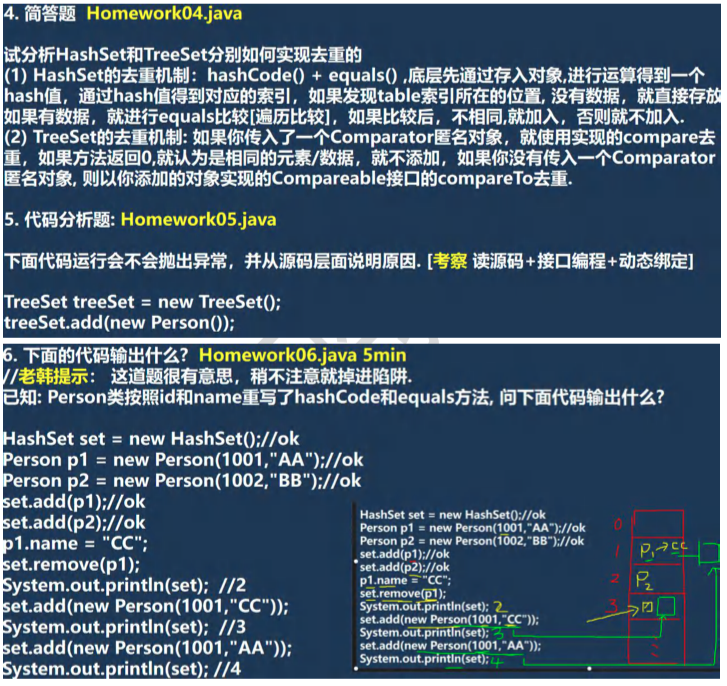 4. 简答题 Homework04.java
试分析HashSet和TreeSet分别如何实现去重的
(1) HashSet的去重机制：hashCode() + equals() ,底层先通过存入对象,进行运算得到一个
hash值，通过hash值得到对应的索引，如果发现table索引所在的位置, 没有数据，就直接存放
如果有数据，就进行equals比较[遍历比较]，如果比较后，不相同,就加入，否则就不加入.
(2) TreeSet的去重机制: 如果你传入了一个Comparator匿名对象，就使用实现的compare去
重，如果方法返回0,就认为是相同的元素/数据，就不添加，如果你没有传入一个Comparator
匿名对象, 则以你添加的对象实现的Compareable接口的compareTo去重.
5. 代码分析题: Homework05.java
下面代码运行会不会抛出异常，并从源码层面说明原因. [考察 读源码+接口编程+动态绑定]
TreeSet treeSet = new TreeSet();
treeSet.add(new Person());
6. 下面的代码输出什么? Homework06.java 5min
//老韩提示： 这道题很有意思，稍不注意就掉进陷阱.
已知: Person类按照id和name重写了hashCode和equals方法, 问下面代码输出什么?
HashSet set = new HashSet();//ok
Person p1 = new Person(1001,"AA");//ok
Person p2 = new Person(1002,"BB");//ok
set.add(p1);//ok
set.add(p2);//ok
p1.name = "CC";
set.remove(p1);
System.out.println(set); //2
set.add(new Person(1001,"CC"));
System.out.println(set); //3
set.add(new Person(1001,"AA"));
System.out.println(set); //4
HashSet set = new HashSet();//ok
Person p1 = new Person(1001,"AA");//ok
Person p2 = new Person(1002,"BB");//ok
set.add(p1);//ok
set.add(p2);//ok
p1.name = "CC";
set.remove(p1);
System.out.println(set); 2
set.add(new Person(1001,"CC"));
System.out.println(set); 3
set.add(new Person(1001,"AA"));
System.out.println(set); 4
0
1 P1→CC
2 P2
3